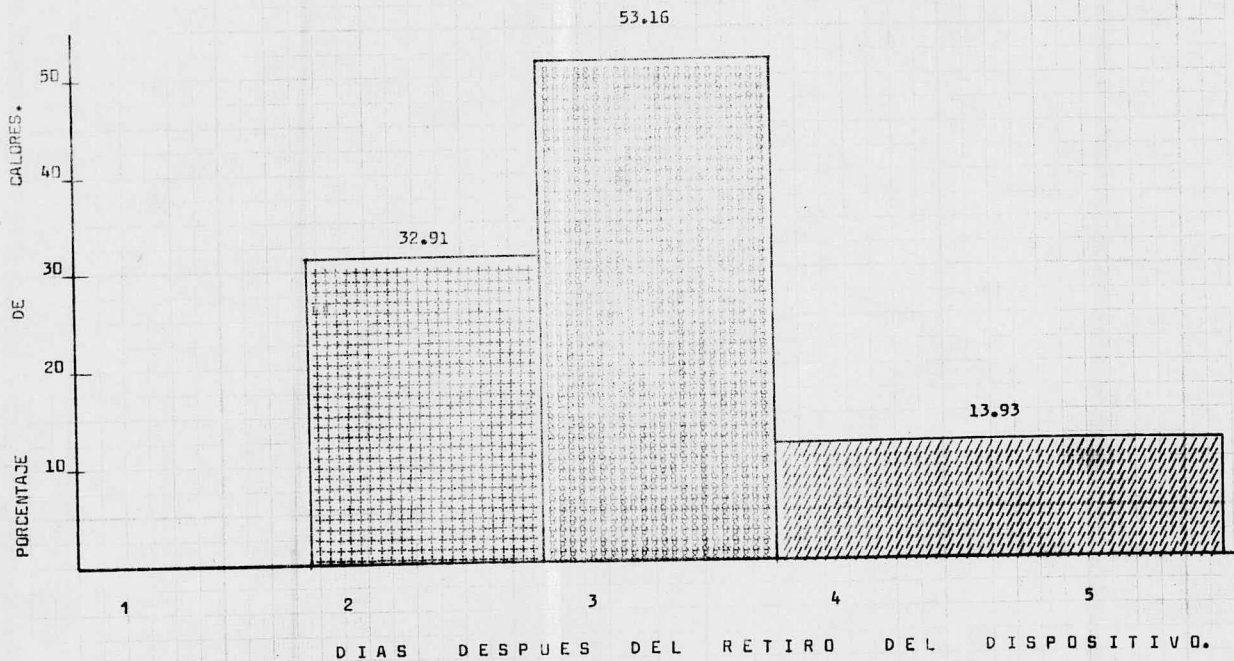 53.16
PORCENTAJE DE CALORES.
50
40
32.91
30
20
13.93
10
1 2 3 4 5
DIAS DESPUES DEL RETIRO DEL DISPOSITIVO.